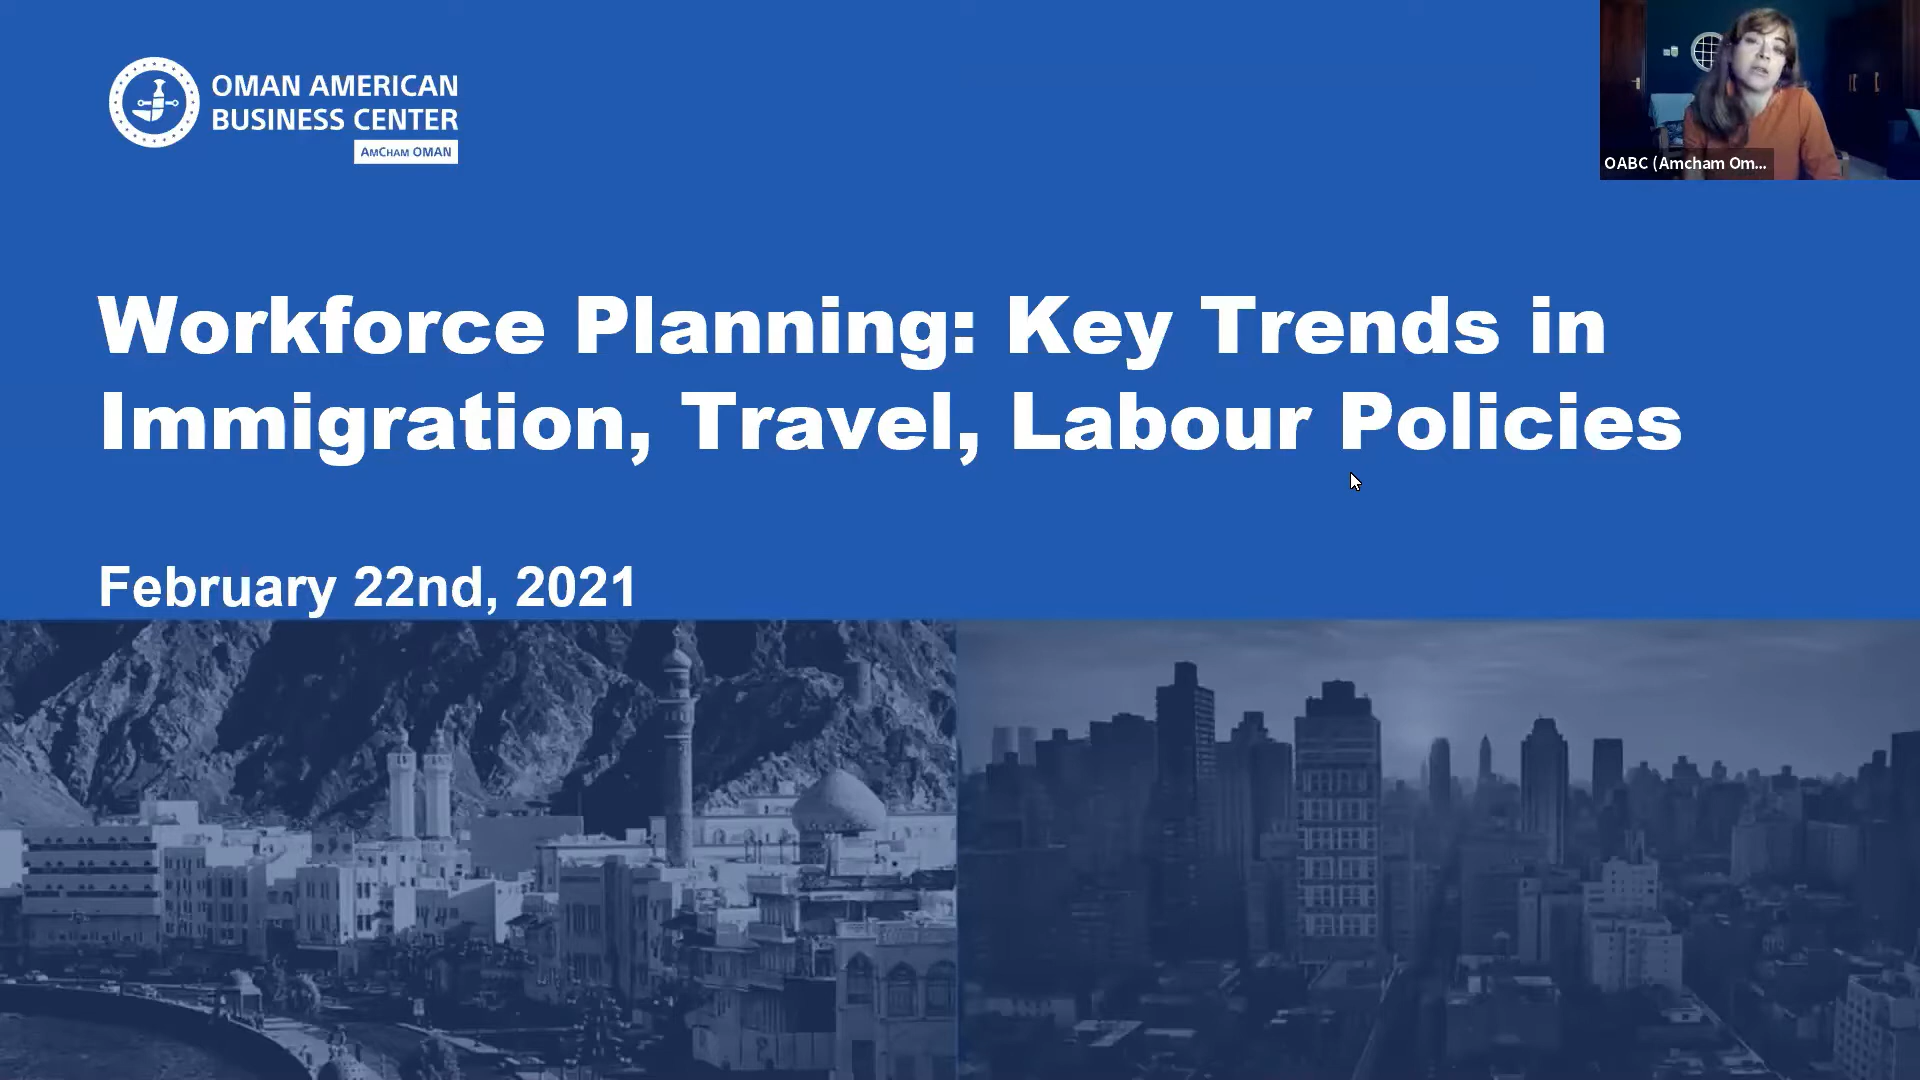 OMAN AMERICAN
BUSINESS CENTER
AMCHAM OMAN
OABC (Amcham Om...
Workforce Planning: Key Trends in
Immigration, Travel, Labour Policies
February 22nd, 2021